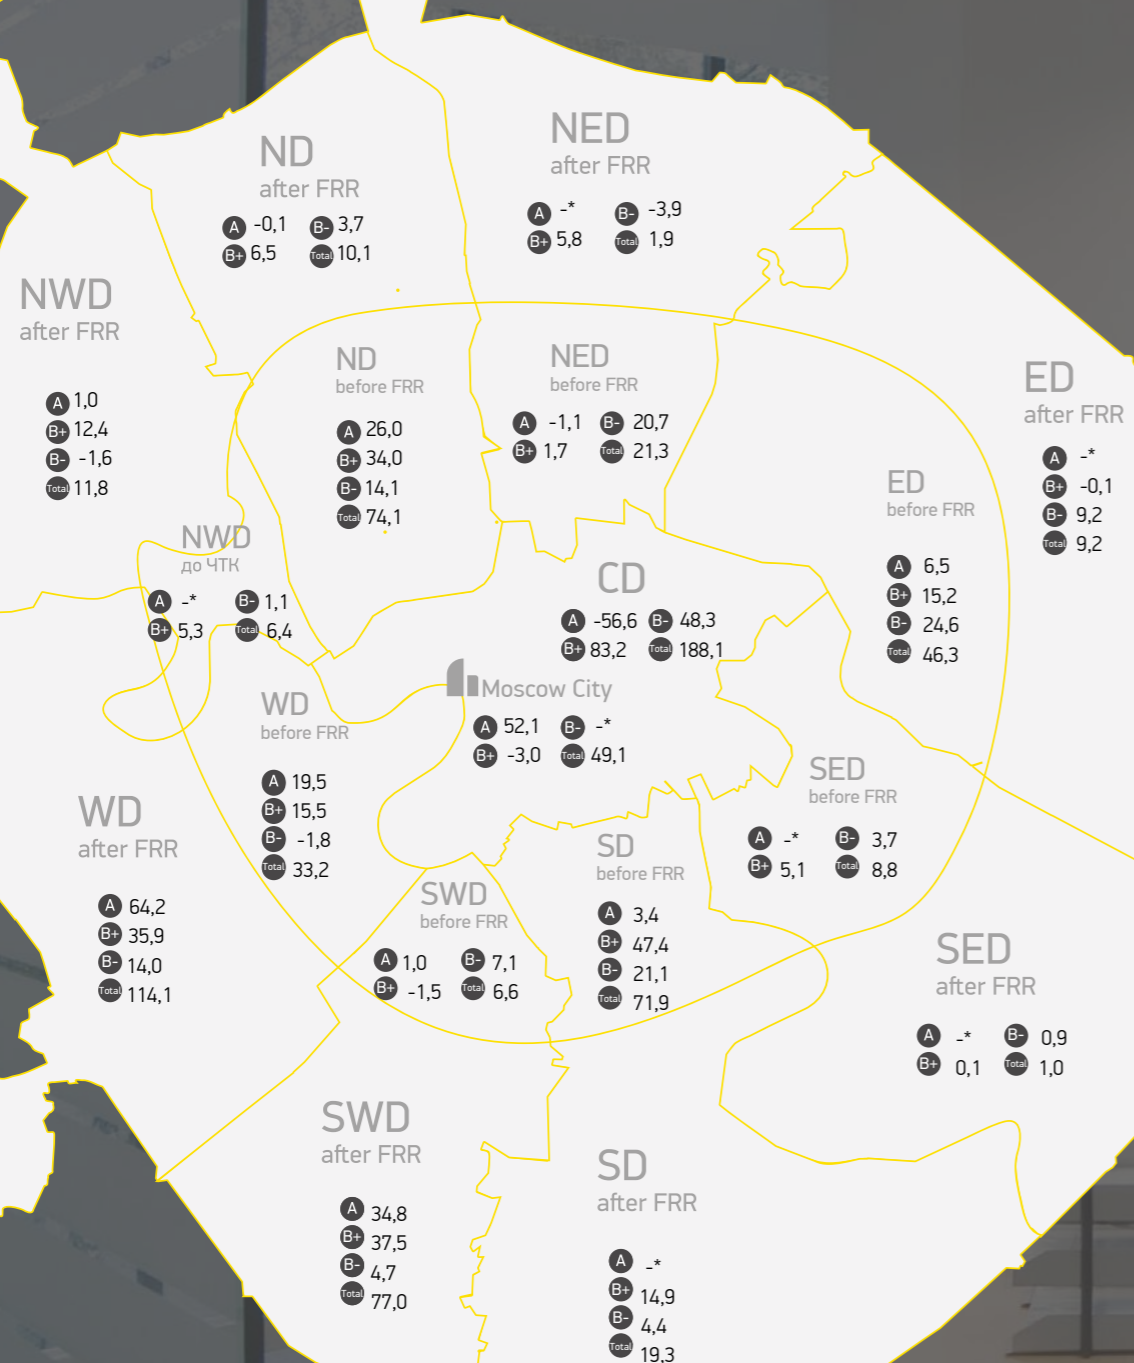 ND
after FRR
A -0,1 B- 3,7
B+ 6,5 Total 10,1
NED
after FRR
A -* B- -3,9
B+ 5,8 Total 1,9
NWD
after FRR
A 1,0
B+ 12,4
B- -1,6
Total 11,8
ND
before FRR
A 26,0
B+ 34,0
B- 14,1
Total 74,1
NED
before FRR
A -1,1 B- 20,7
B+ 1,7 Total 21,3
ED
after FRR
A -*
B+ -0,1
B- 9,2
Total 9,2
ED
before FRR
A 6,5
B+ 15,2
B- 24,6
Total 46,3
NWD
до ЧТК
A -* B- 1,1
B+ 5,3 Total 6,4
CD
A -56,6 B- 48,3
B+ 83,2 Total 188,1
Moscow City
A 52,1 B- -*
B+ -3,0 Total 49,1
WD
before FRR
A 19,5
B+ 15,5
B- -1,8
Total 33,2
SED
before FRR
A -* B- 3,7
B+ 5,1 Total 8,8
WD
after FRR
A 64,2
B+ 35,9
B- 14,0
Total 114,1
SD
before FRR
A 3,4
B+ 47,4
B- 21,1
Total 71,9
SWD
before FRR
A 1,0 B- 7,1
B+ -1,5 Total 6,6
SED
after FRR
A -* B- 0,9
B+ 0,1 Total 1,0
SWD
after FRR
A 34,8
B+ 37,5
B- 4,7
Total 77,0
SD
after FRR
A -*
B+ 14,9
B- 4,4
Total 19,3